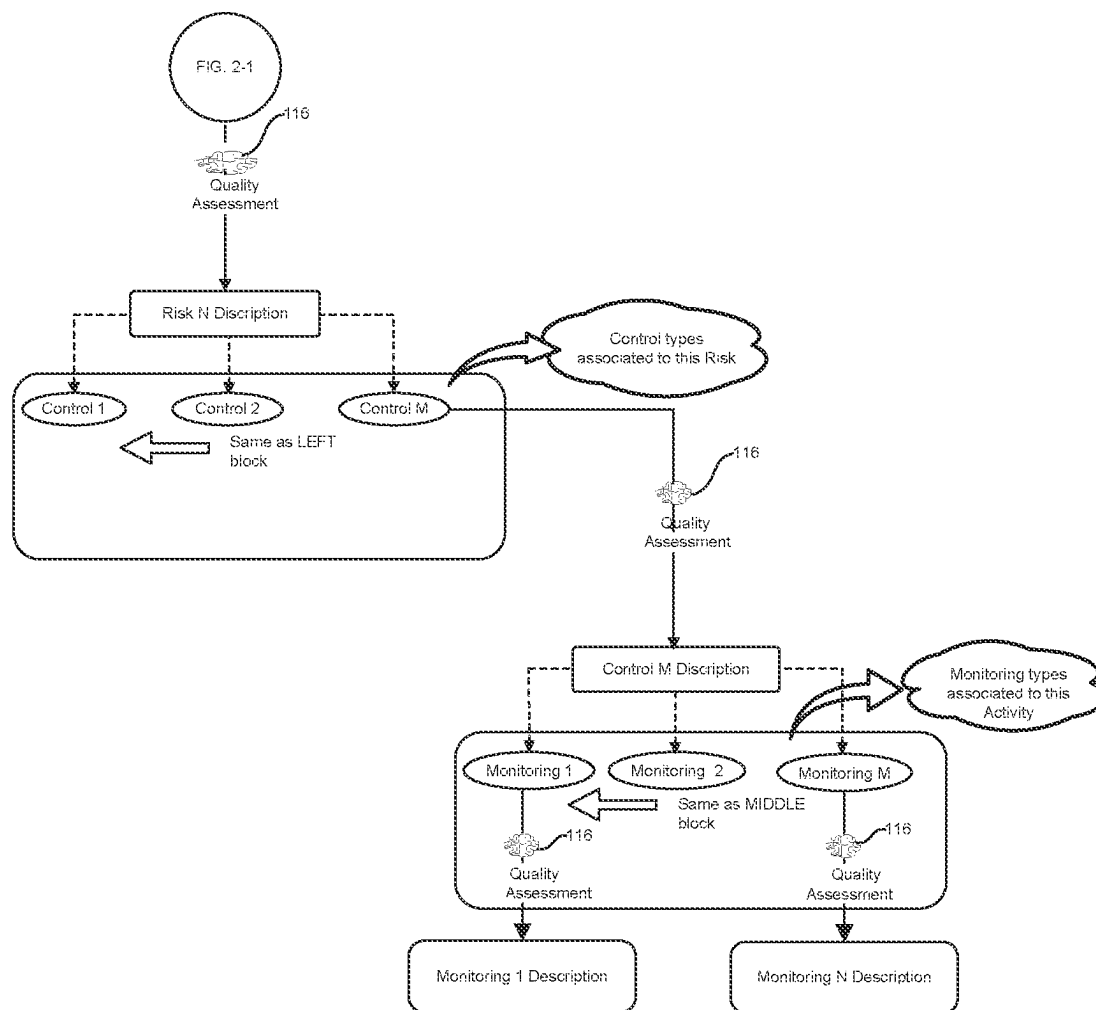 FIG. 2-1
116
Quality
Assessment
Risk N Discription
Control types
associated to this Risk
Control 1
Control 2
Control M
Same as LEFT
block
116
Quality
Assessment
Control M Discription
Monitoring types
associated to this
Activity
Monitoring 1
Monitoring 2
Monitoring M
Same as MIDDLE
block
116
116
Quality
Assessment
Quality
Assessment
Monitoring 1 Description
Monitoring N Description